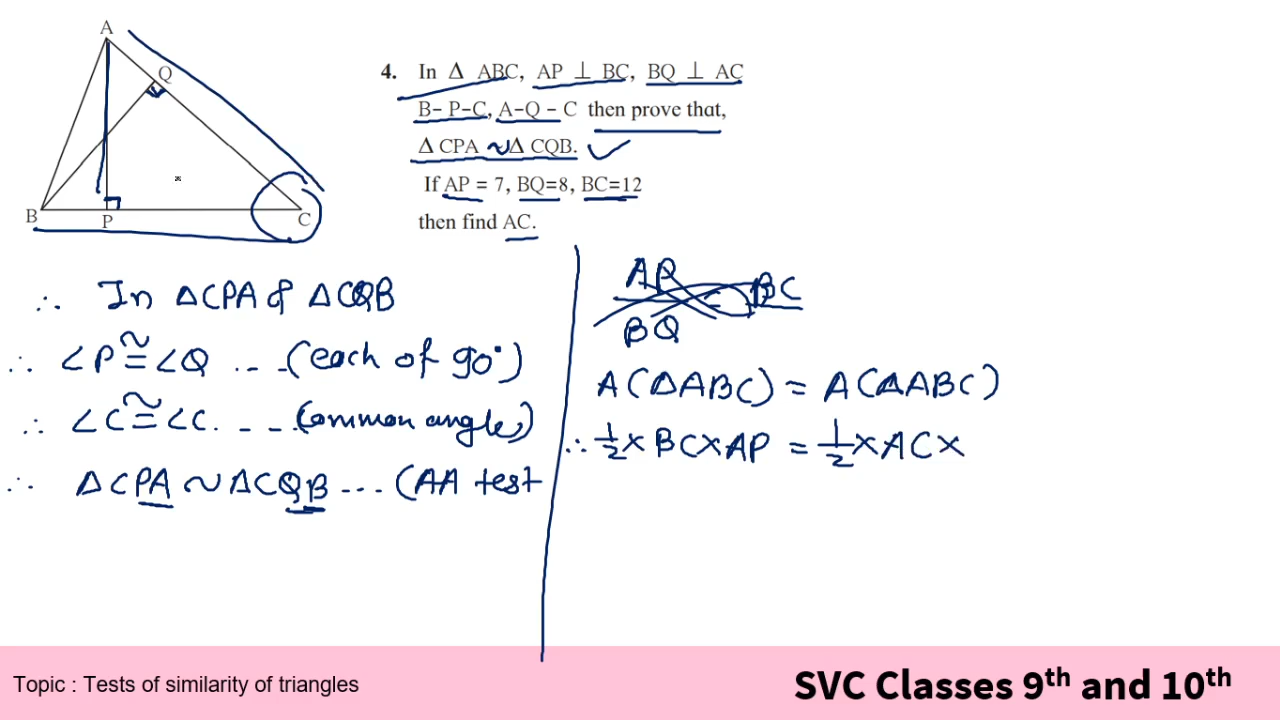 A
Q
B
P
C
4. In Δ ABC, AP ⊥ BC, BQ ⊥ AC
B– P–C, A–Q – C then prove that,
Δ CPA ~ Δ CQB.
If AP = 7, BQ=8, BC=12
then find AC.
∴ In ΔCPA & ΔCQB
∴ ∠P ≅ ∠Q ... (each of 90°)
∴ ∠C ≅ ∠C. - - .. (common angles)
∴ ΔCPA ~ ΔCQB ... (AA test
BQ
BC
A(ΔABC) = A(ΔABC)
∴ 1/2 × BC × AP = 1/2 × AC ×
Topic : Tests of similarity of triangles
SVC Classes 9th and 10th